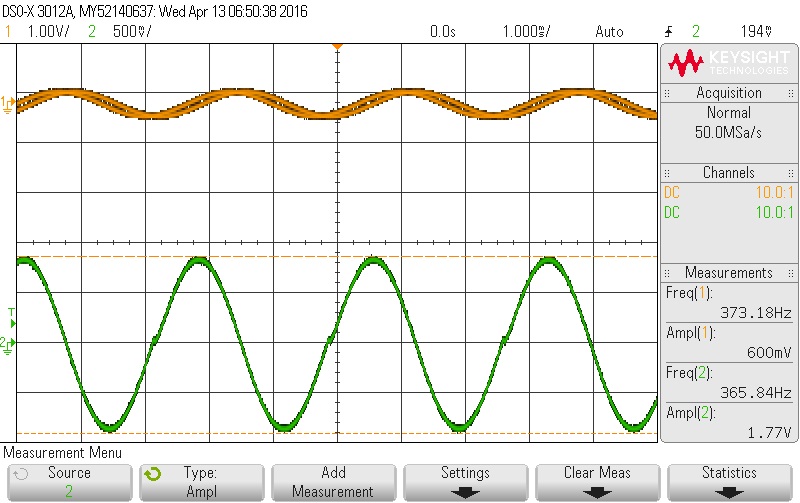 DSO-X 3012A, MY52140637: Wed Apr 13 06:50:38 2016
1 1.00V/ 2 500mV/ 0.0s 1.000ms/ Auto 2 194mV
KEYSIGHT
TECHNOLOGIES
Acquisition
Normal
50.0MSa/s
Channels
DC 10.0:1
DC 10.0:1
Measurements
Freq(1):
373.18Hz
Ampl(1):
600mV
Freq(2):
365.84Hz
Ampl(2):
1.77V
1
T
2
Measurement Menu
Source
2
Type:
Ampl
Add
Measurement
Settings
Clear Meas
Statistics